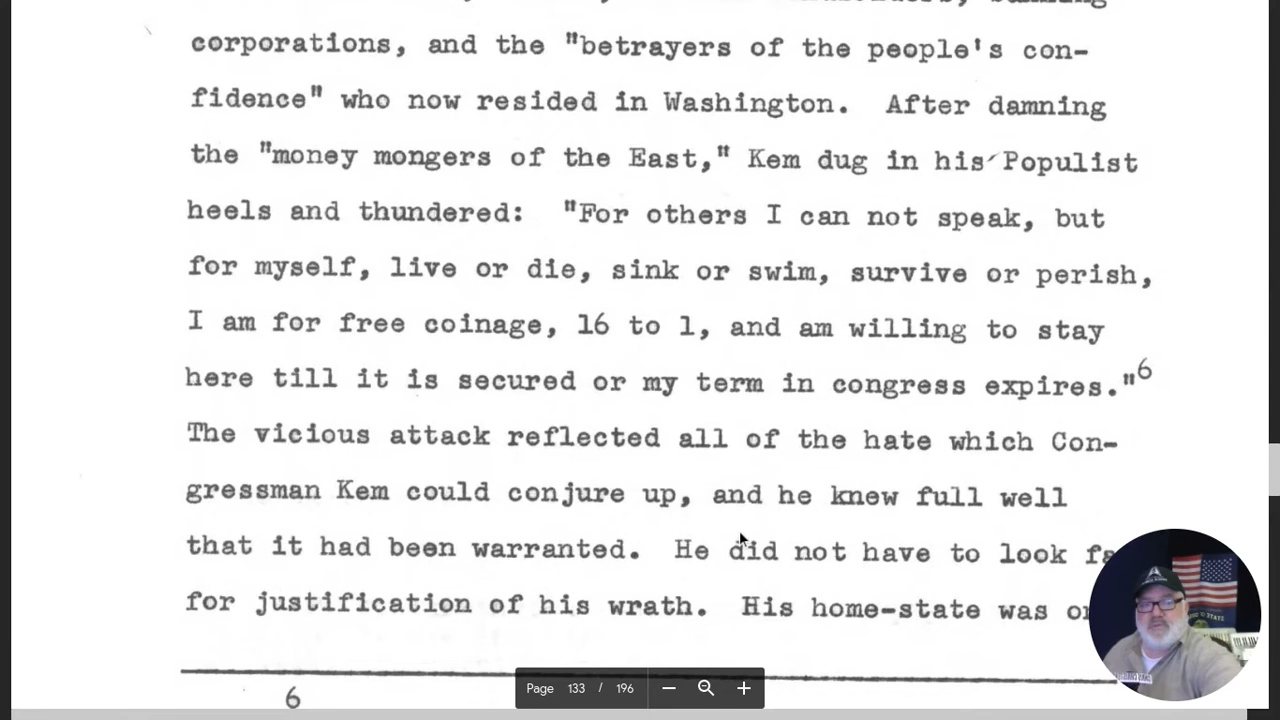 corporations, and the "betrayers of the people's con-
fidence" who now resided in Washington. After damning
the "money mongers of the East," Kem dug in his Populist
heels and thundered: "For others I can not speak, but
for myself, live or die, sink or swim, survive or perish,
I am for free coinage, 16 to 1, and am willing to stay
here till it is secured or my term in congress expires."6
The vicious attack reflected all of the hate which Con-
gressman Kem could conjure up, and he knew full well
that it had been warranted. He did not have to look
for justification of his wrath. His home-state was
6
Page 133 / 196